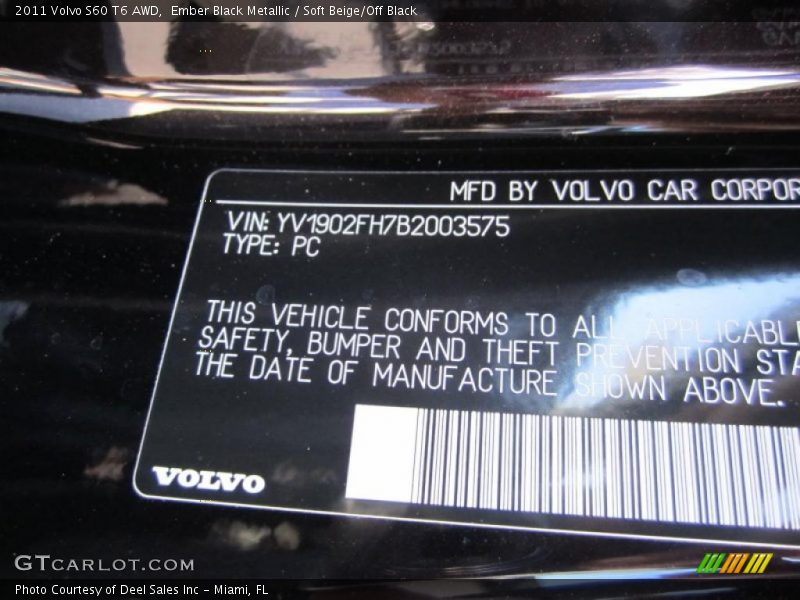 2011 Volvo S60 T6 AWD, Ember Black Metallic / Soft Beige/Off Black
MFD BY VOLVO CAR CORPOR
VIN: YV1902FH7B2003575
TYPE: PC
THIS VEHICLE CONFORMS TO ALL APPLICABLE
SAFETY, BUMPER AND THEFT PREVENTION STA
THE DATE OF MANUFACTURE SHOWN ABOVE.
VOLVO
GTCARLOT.COM
Photo Courtesy of Deel Sales Inc - Miami, FL